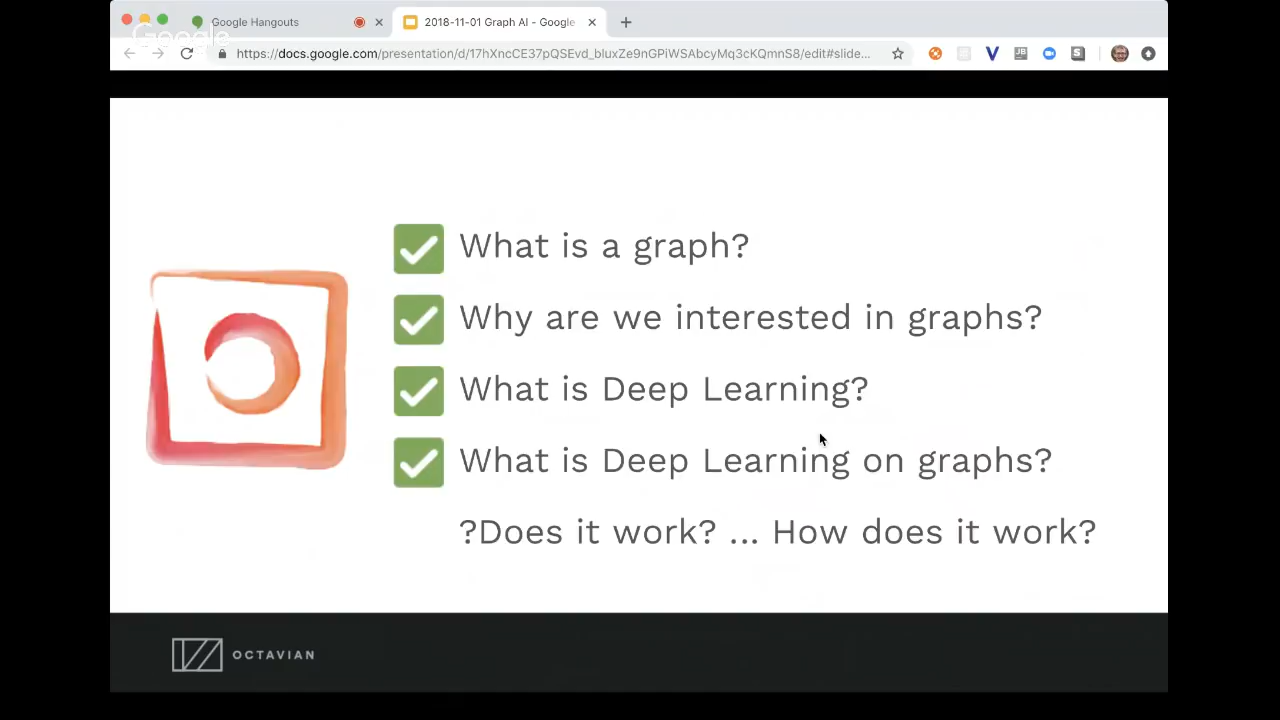 Google Hangouts
2018-11-01 Graph AI - Google
Google
https://docs.google.com/presentation/d/17hXncCE37pQSEvd_bluxZe9nGPiWSAbcyMq3cKQmnS8/edit#slide...
V
JB
S
What is a graph?
Why are we interested in graphs?
What is Deep Learning?
What is Deep Learning on graphs?
?Does it work? ... How does it work?
OCTAVIAN